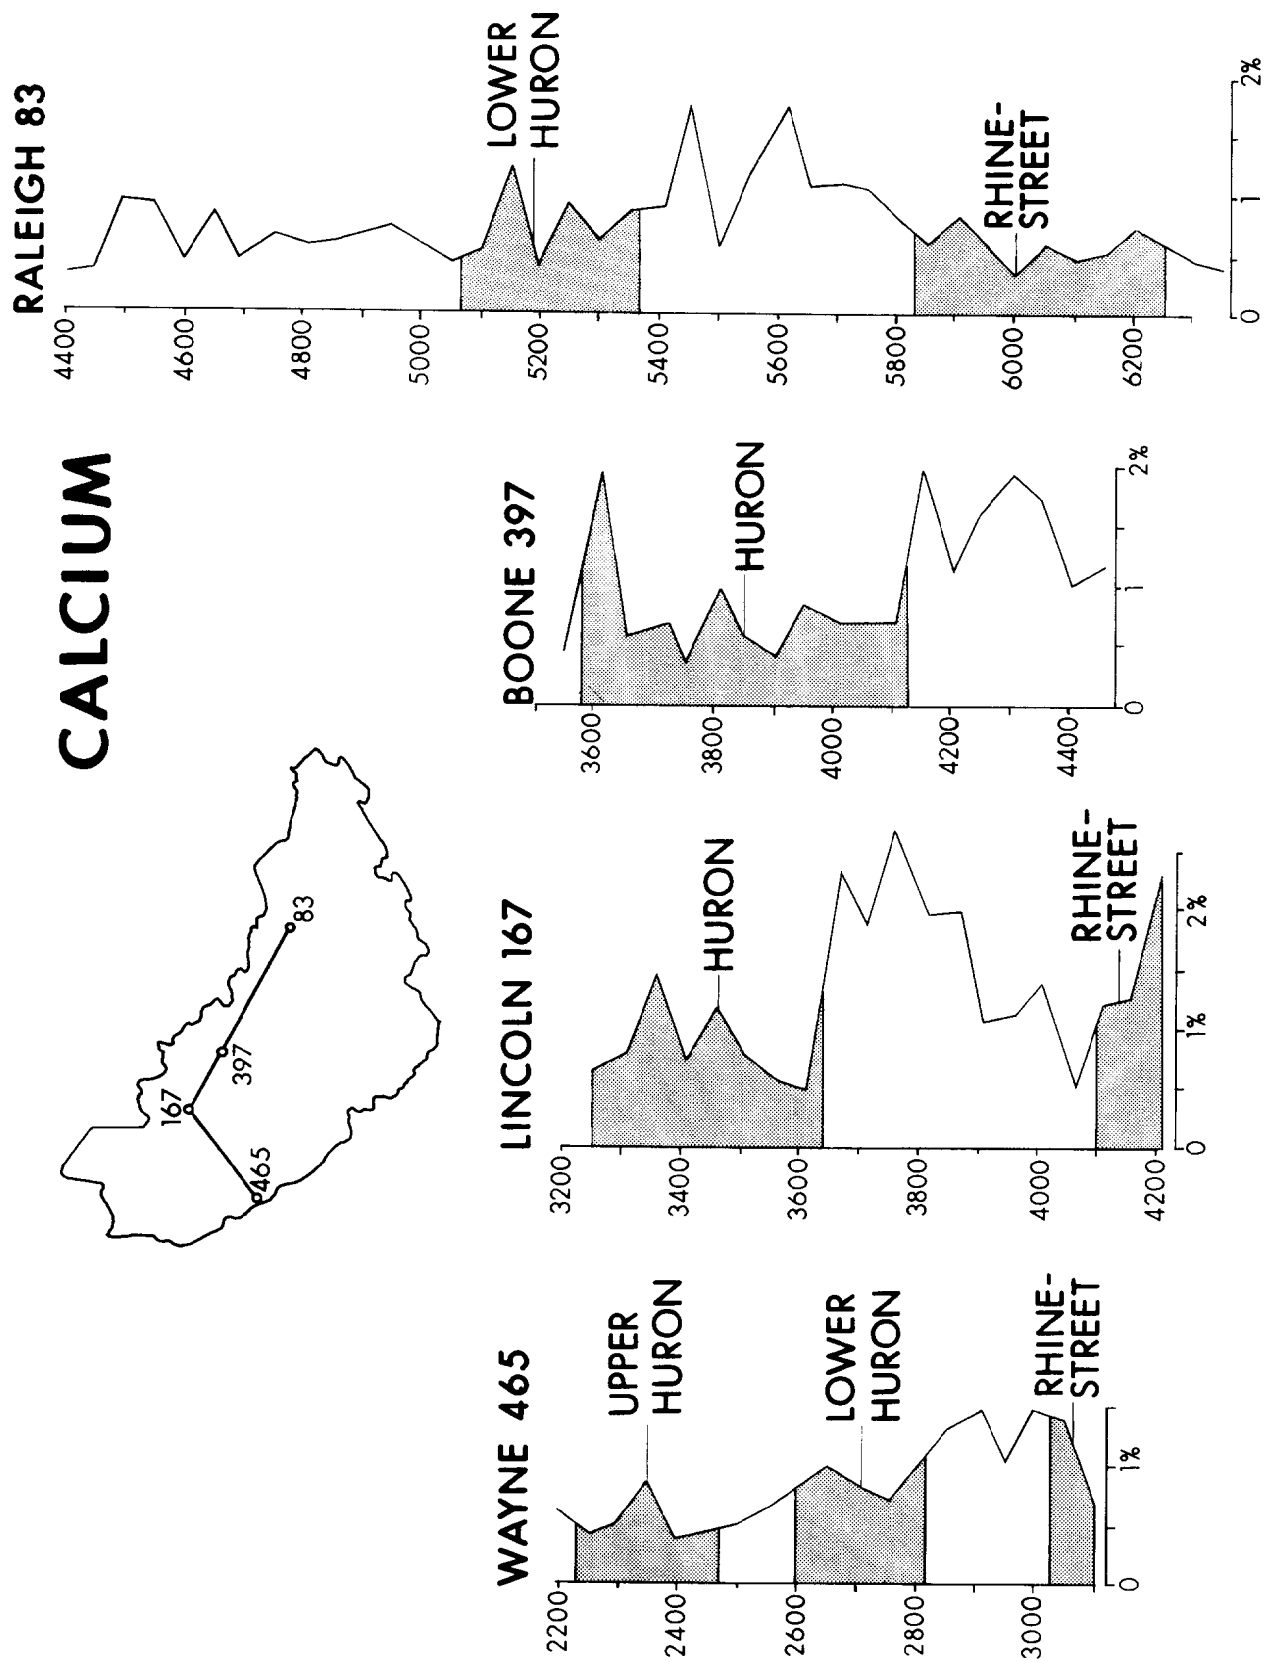 CALCIUM
167
397
83
465
WAYNE 465
2200
2400
2600
2800
3000
0
1%
UPPER
HURON
LOWER
HURON
RHINE-
STREET
LINCOLN 167
3200
3400
3600
3800
4000
4200
0
1%
2%
HURON
RHINE-
STREET
BOONE 397
3600
3800
4000
4200
4400
0
1
2%
HURON
RALEIGH 83
4400
4600
4800
5000
5200
5400
5600
5800
6000
6200
0
1
2%
LOWER
HURON
RHINE-
STREET